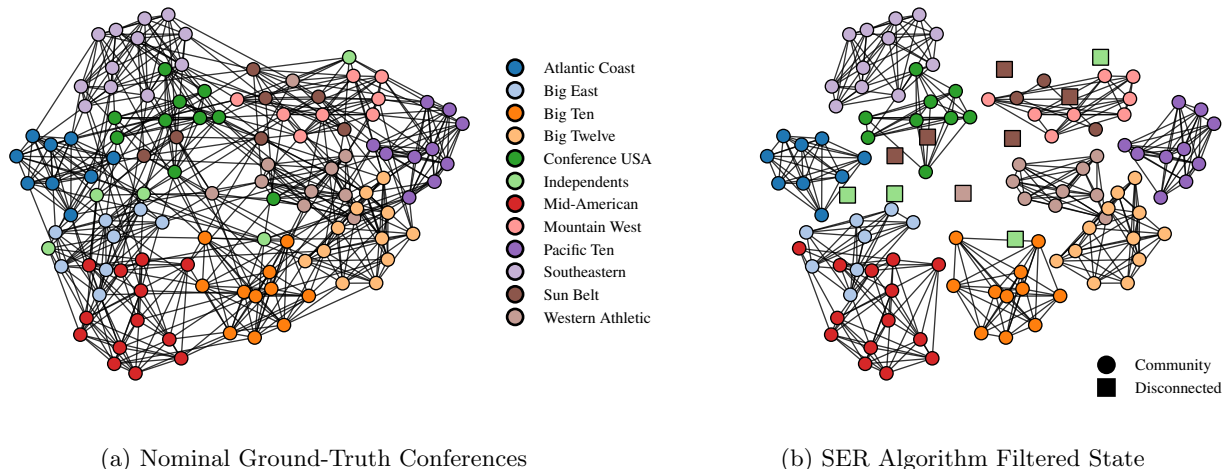 Atlantic Coast
Big East
Big Ten
Big Twelve
Conference USA
Independents
Mid-American
Mountain West
Pacific Ten
Southeastern
Sun Belt
Western Athletic
Community
Disconnected
(a) Nominal Ground-Truth Conferences
(b) SER Algorithm Filtered State